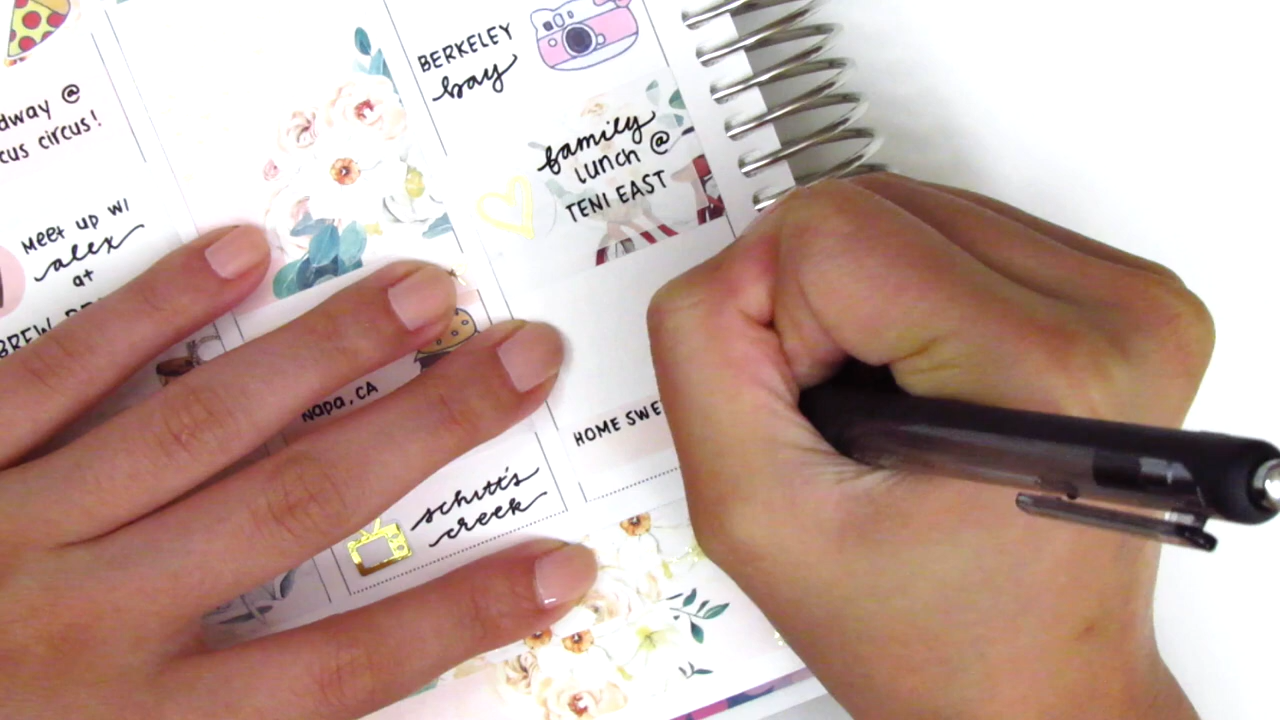 dway @
cus circus!
Meet up w/
alex
at
BREW
Napa, CA
schitt's
creek
BERKELEY
bay
family
lunch @
TENI EAST
HOME SWE